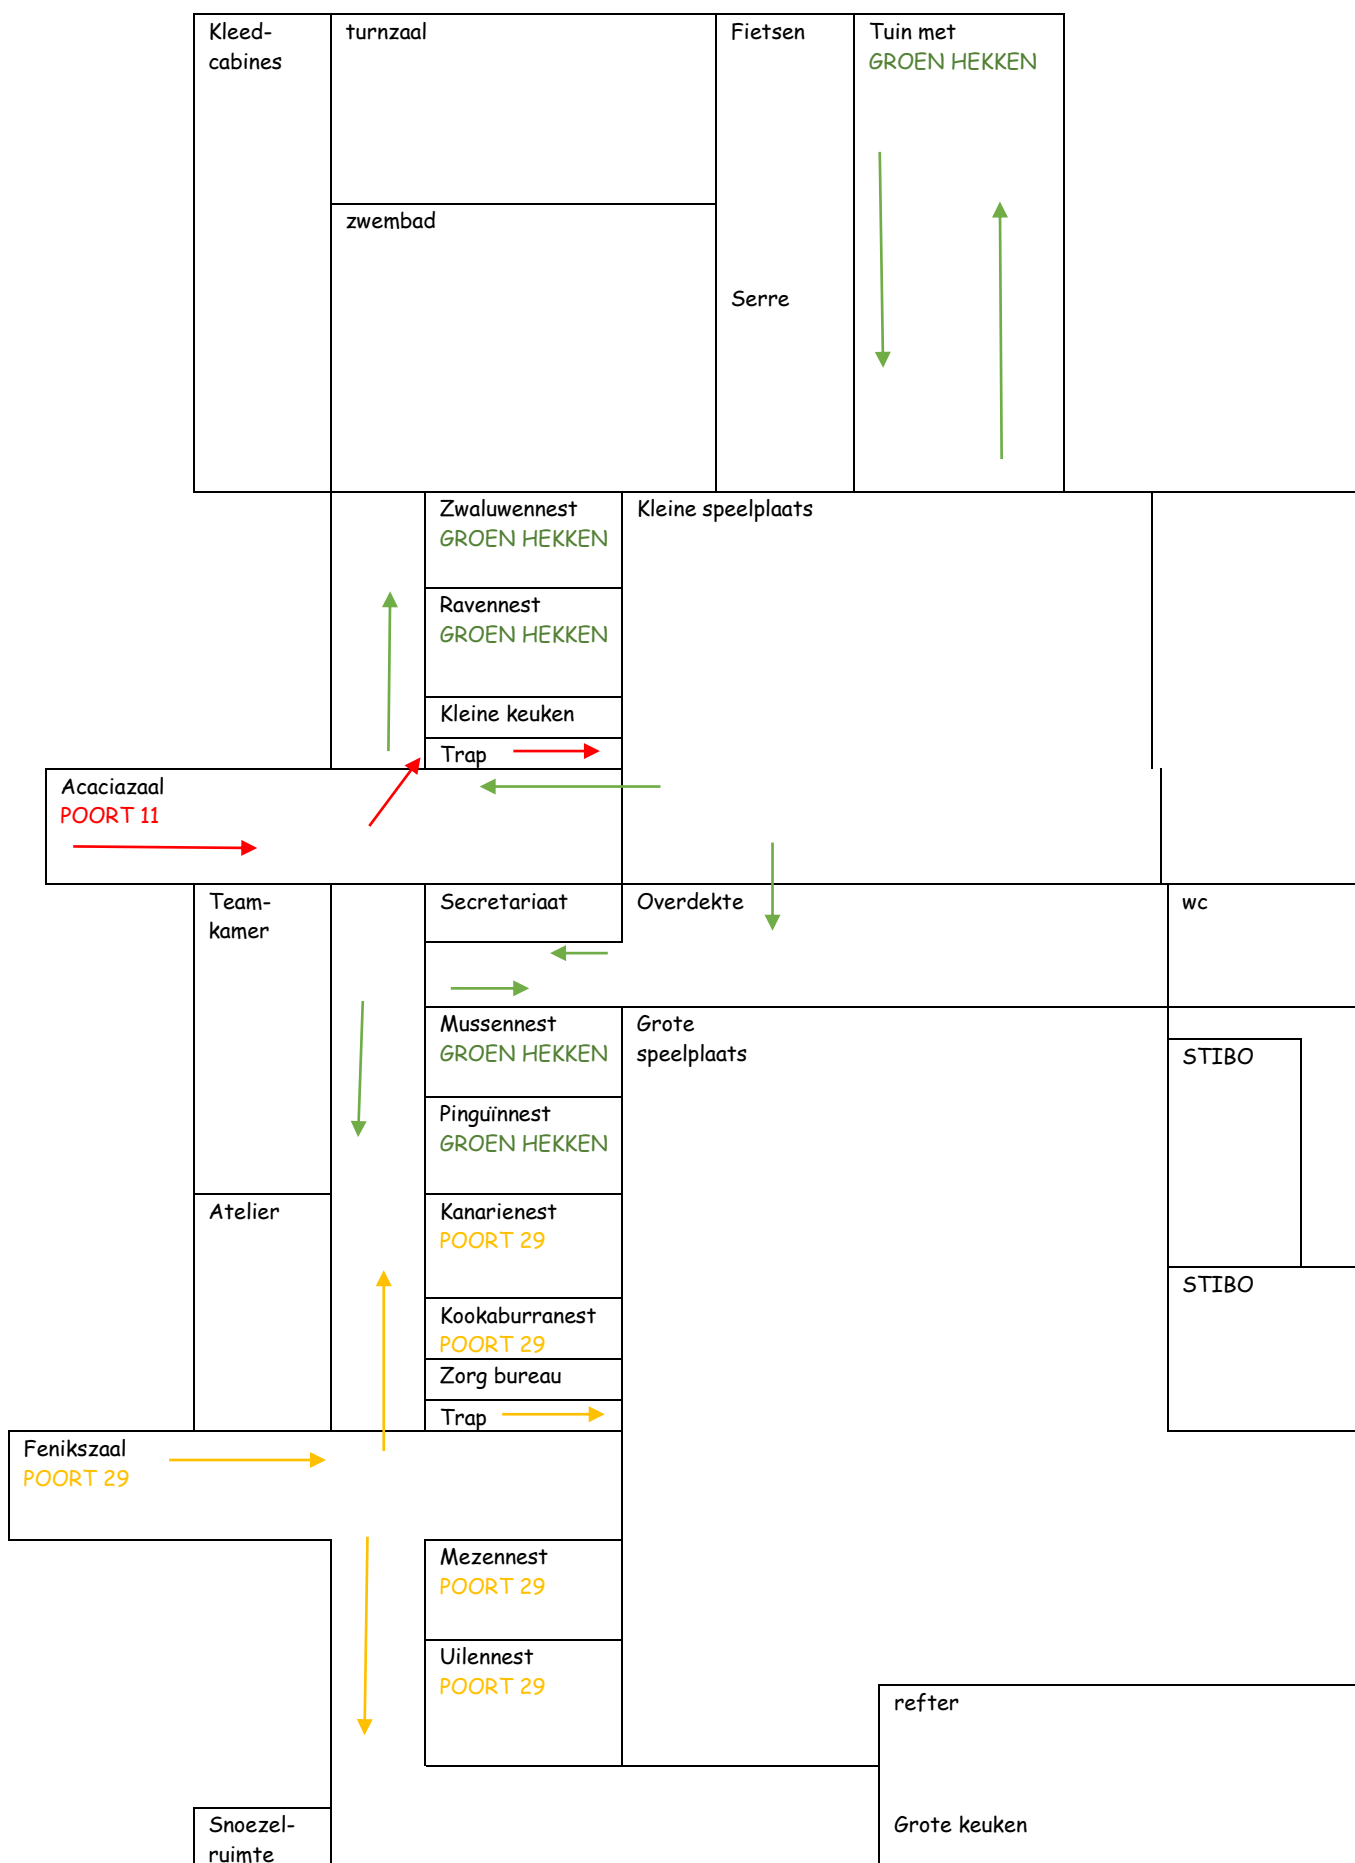 Kleed-
cabines
turnzaal
Fietsen
Tuin met
GROEN HEKKEN
zwembad
Serre
Zwaluwennest
GROEN HEKKEN
Kleine speelplaats
Ravennest
GROEN HEKKEN
Kleine keuken
Trap
Acaciazaal
POORT 11
Team-
kamer
Secretariaat
Overdekte
wc
Mussennest
GROEN HEKKEN
Grote
speelplaats
STIBO
Pinguïnnest
GROEN HEKKEN
Atelier
Kanarienest
POORT 29
STIBO
Kookaburranest
POORT 29
Zorg bureau
Trap
Fenikszaal
POORT 29
Mezennest
POORT 29
Uilennest
POORT 29
refter
Snoezel-
ruimte
Grote keuken